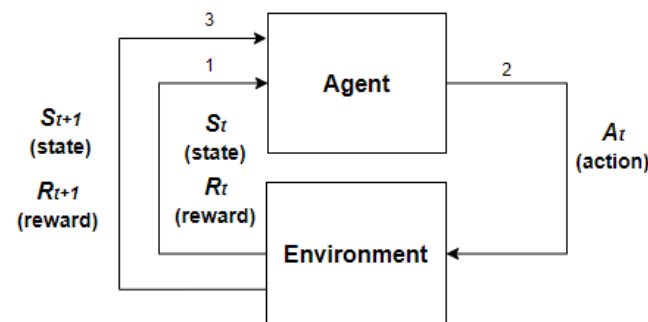 3
Agent
1
2
St+1
(state)
Rt+1
(reward)
St
(state)
Rt
(reward)
At
(action)
Environment